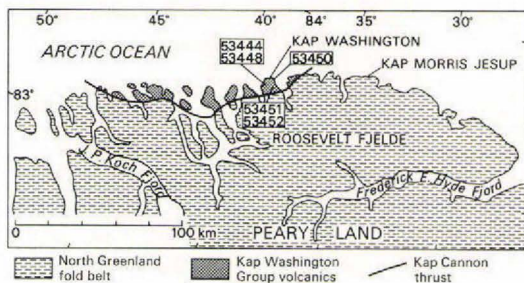 50° 45° 40° 84° 35° 30°
ARCTIC OCEAN
53444
53448
KAP WASHINGTON
53450
KAP MORRIS JESUP
83°
53451
53452
ROOSEVELT FJELDE
J. P. Koch Fjord
Frederick E. Hyde Fjord
0 100 km
PEARY LAND
North Greenland
fold belt
Kap Washington
Group volcanics
Kap Cannon
thrust